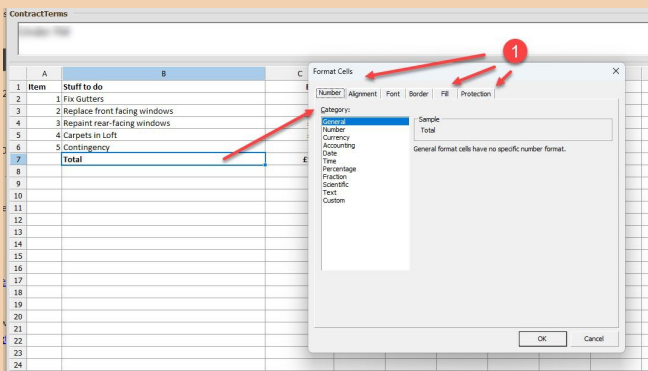 ContractTerms
A B C
1 Item Stuff to do
2 1 Fix Gutters
3 2 Replace front facing windows
4 3 Repaint rear-facing windows
5 4 Carpets in Loft
6 5 Contingency
7 Total £
8
9
10
11
12
13
14
15
16
17
18
19
20
21
22
23
24
1
Format Cells
Number Alignment Font Border Fill Protection
Category:
General
Number
Currency
Accounting
Date
Time
Percentage
Fraction
Scientific
Text
Custom
Sample
Total
General format cells have no specific number format.
OK Cancel